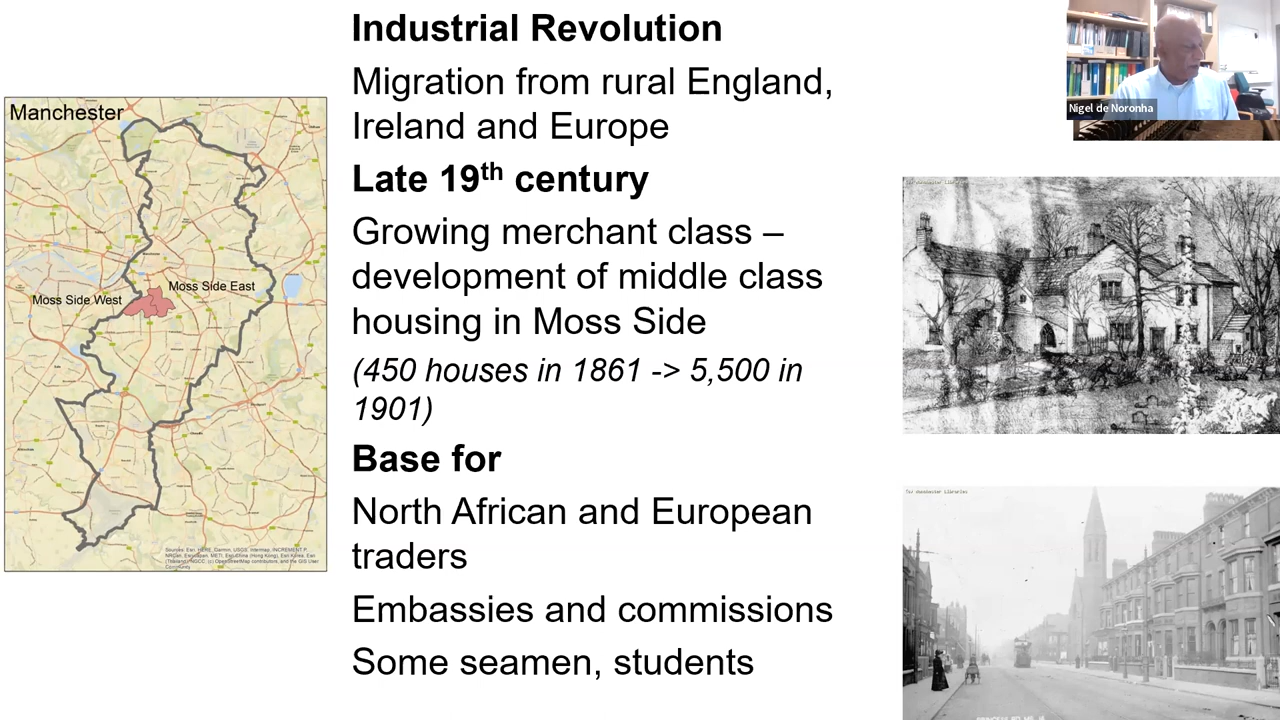 Industrial Revolution
Migration from rural England,
Ireland and Europe
Late 19th century
Growing merchant class –
development of middle class
housing in Moss Side
(450 houses in 1861 -> 5,500 in
1901)
Base for
North African and European
traders
Embassies and commissions
Some seamen, students
Manchester
Moss Side West
Moss Side East
Nigel de Noronha